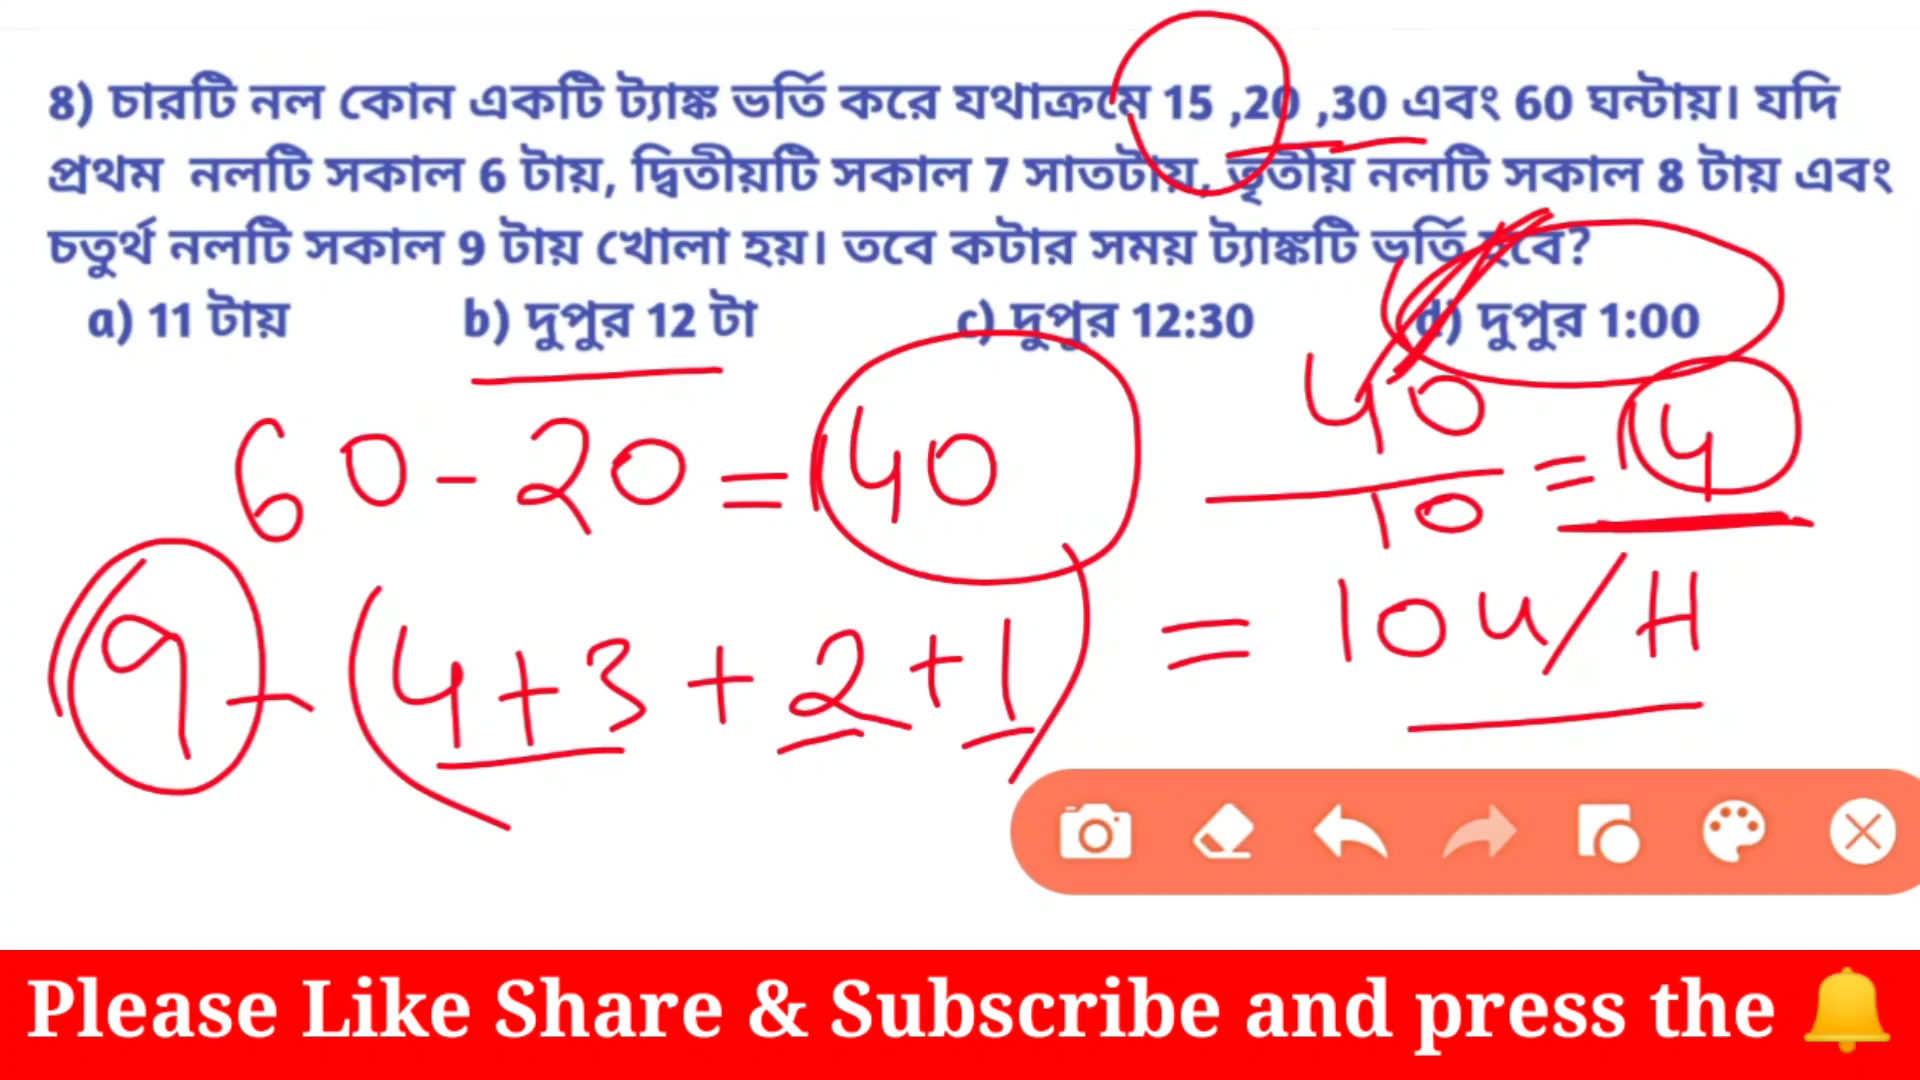 8) চারটি নল কোন একটি ট্যাঙ্ক ভর্তি করে যথাক্রমে 15 ,20 ,30 এবং 60 ঘন্টায়। যদি
প্রথম নলটি সকাল 6 টায়, দ্বিতীয়টি সকাল 7 সাতটায়, তৃতীয় নলটি সকাল 8 টায় এবং
চতুর্থ নলটি সকাল 9 টায় খোলা হয়। তবে কটার সময় ট্যাঙ্কটি ভর্তি হবে?
a) 11 টায় b) দুপুর 12 টা c) দুপুর 12:30 d) দুপুর 1:00
60 - 20 = 40
40/10 = 4
9 - (4+3+2+1) = 10u/H
Please Like Share & Subscribe and press the 🔔